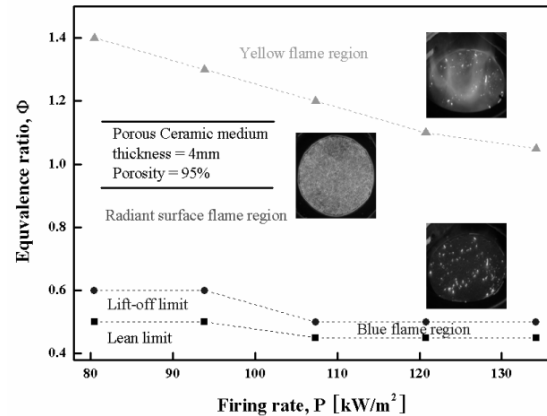 Yellow flame region
Porous Ceramic medium
thickness = 4mm
Porosity = 95%
Radiant surface flame region
Lift-off limit
Blue flame region
Lean limit
Equvalence ratio, Φ
1.4
1.2
1.0
0.8
0.6
0.4
80
90
100
110
120
130
Firing rate, P [kW/m²]